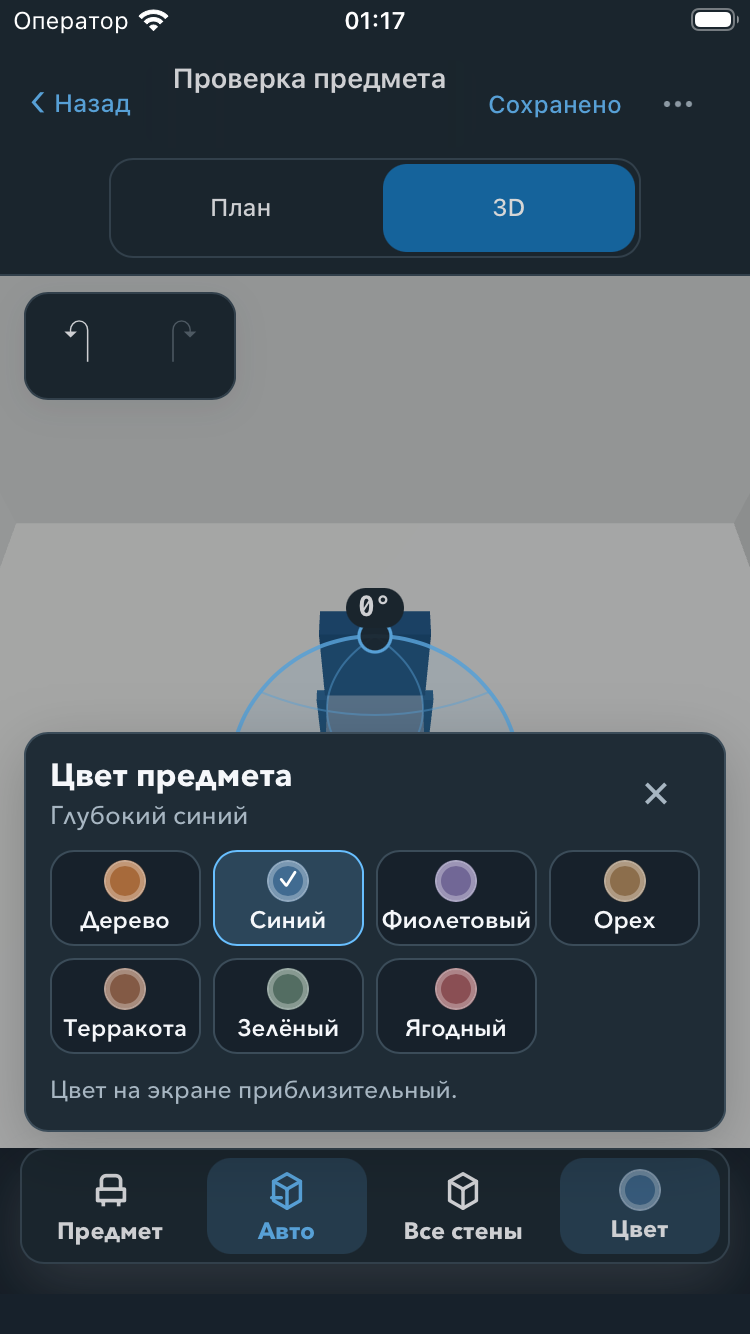 Оператор
01:17
Проверка предмета
Назад
Сохранено
План
3D
0°
Цвет предмета
Глубокий синий
Дерево
Синий
Фиолетовый
Орех
Терракота
Зелёный
Ягодный
Цвет на экране приблизительный.
Предмет
Авто
Все стены
Цвет